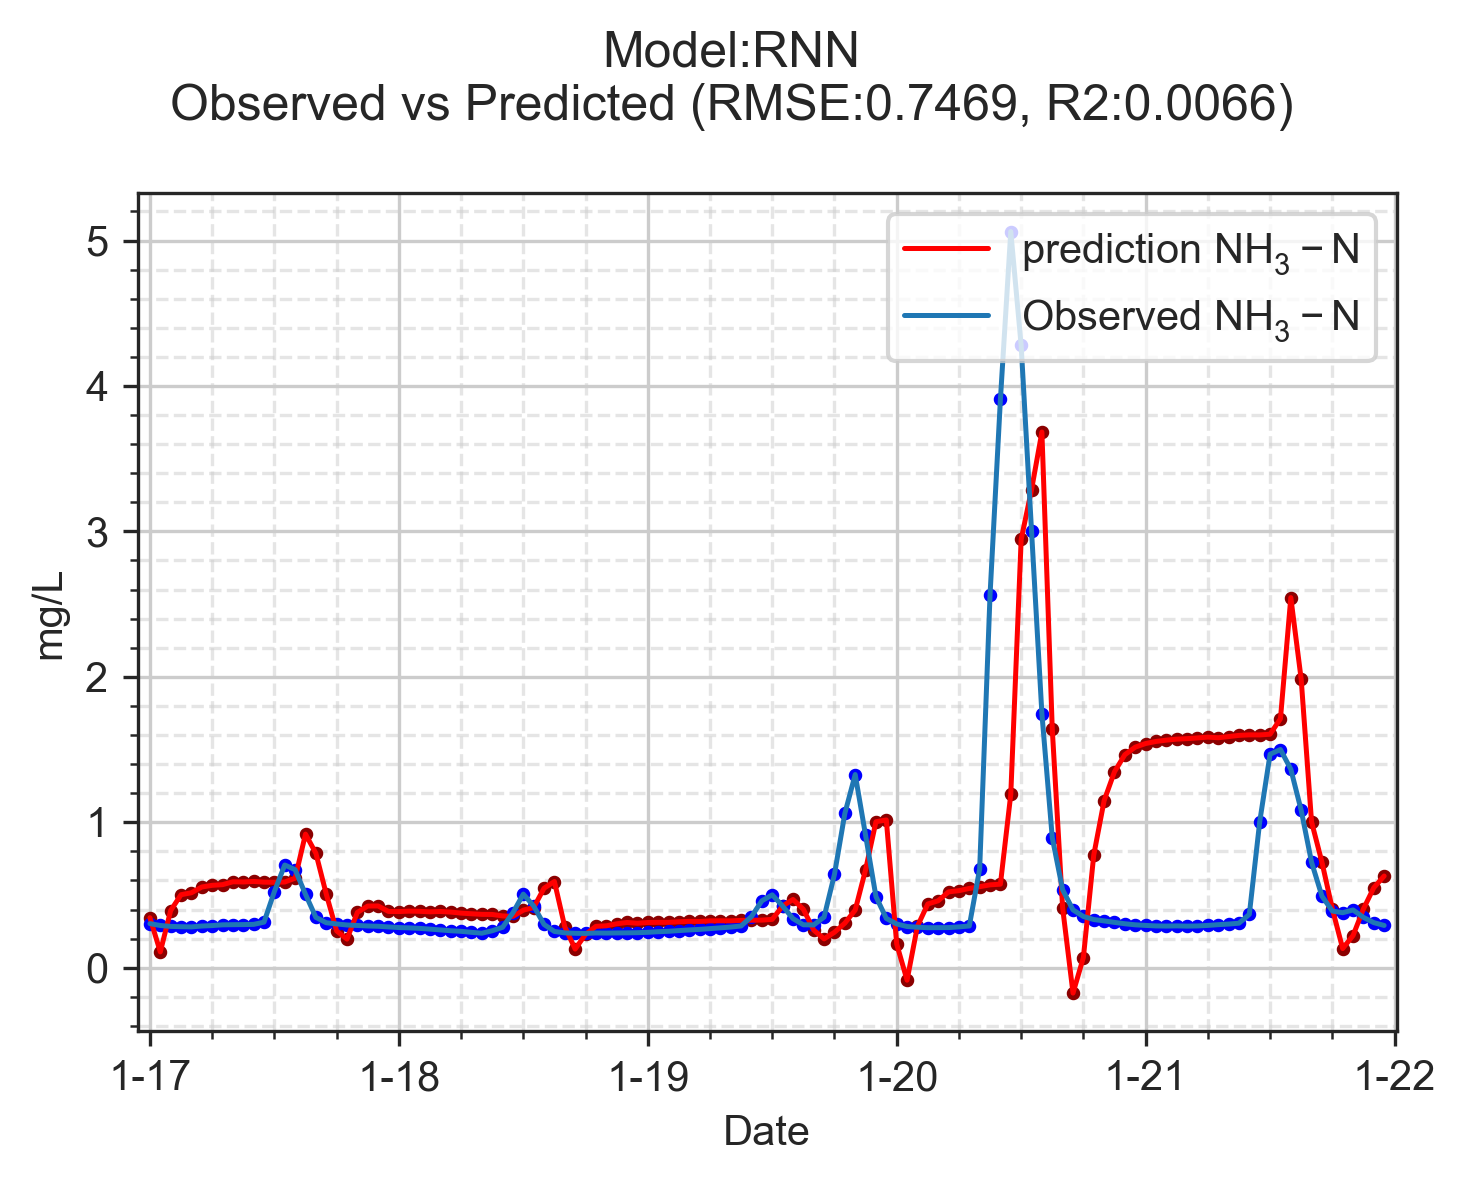 Model:RNN
Observed vs Predicted (RMSE:0.7469, R2:0.0066)
prediction NH₃ − N
Observed NH₃ − N
5
4
3
2
1
0
mg/L
1-17 1-18 1-19 1-20 1-21 1-22
Date